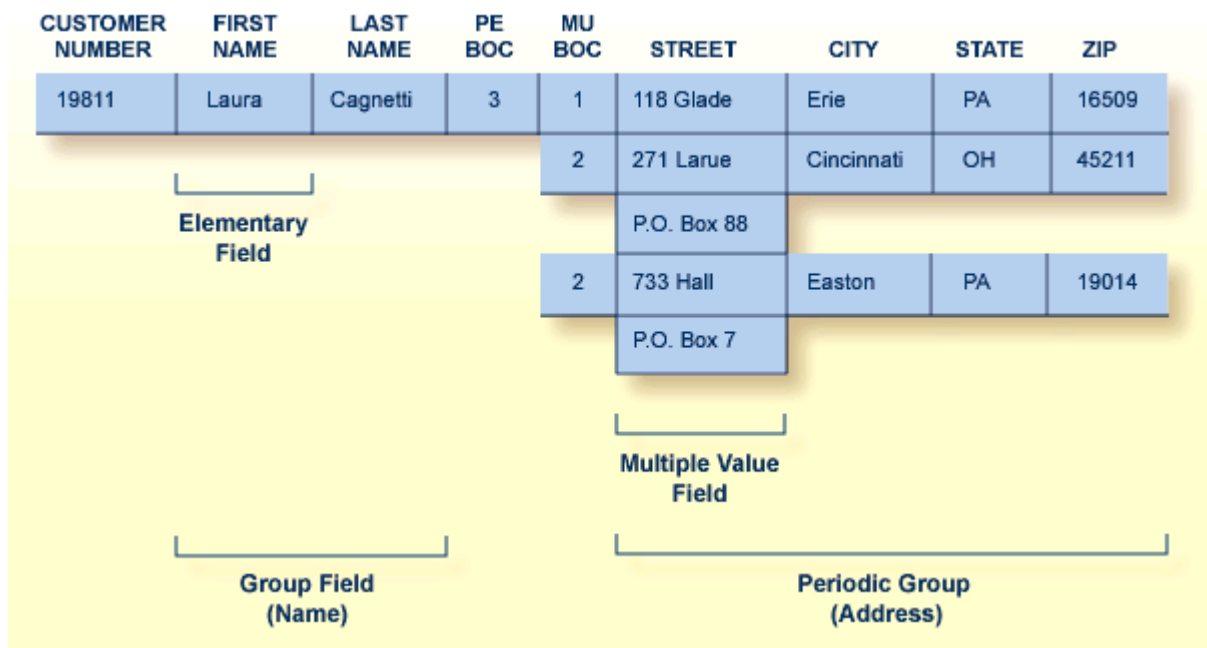 CUSTOMER FIRST LAST PE MU
NUMBER NAME NAME BOC BOC STREET CITY STATE ZIP
19811 Laura Cagnetti 3 1 118 Glade Erie PA 16509
2 271 Larue Cincinnati OH 45211
P.O. Box 88
2 733 Hall Easton PA 19014
P.O. Box 7
Elementary
Field
Multiple Value
Field
Group Field
(Name)
Periodic Group
(Address)